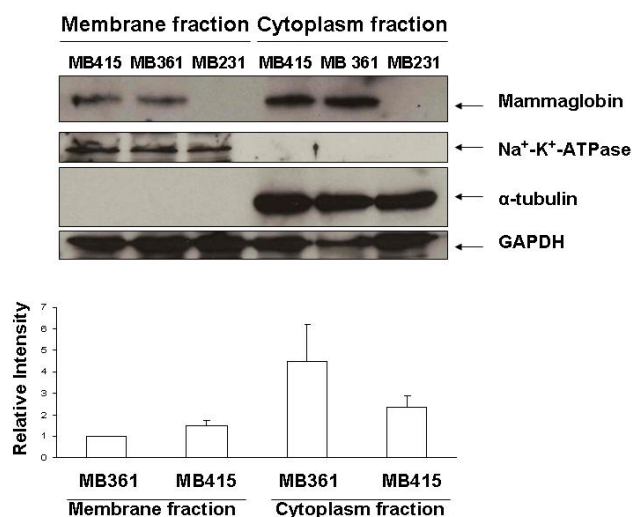 Membrane fraction Cytoplasm fraction
MB415 MB361 MB231 MB415 MB 361 MB231
Mammaglobin
Na⁺-K⁺-ATPase
α-tubulin
GAPDH
Relative Intensity
7
6
5
4
3
2
1
0
MB361 MB415 MB361 MB415
Membrane fraction Cytoplasm fraction